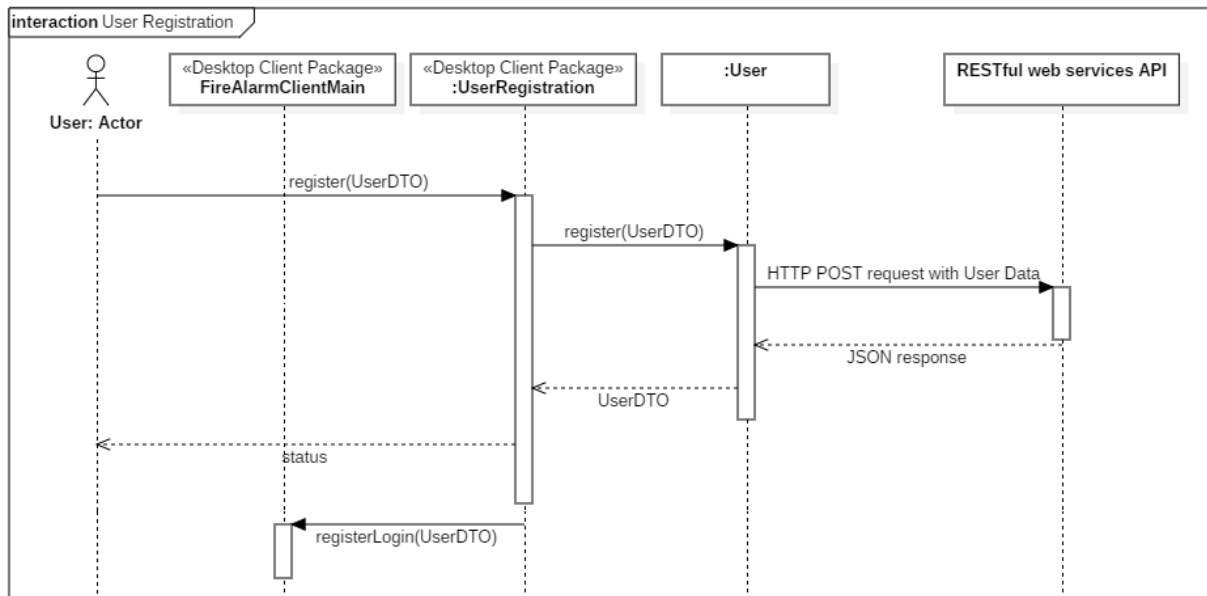 interaction User Registration
User: Actor
«Desktop Client Package»
FireAlarmClientMain
«Desktop Client Package»
:UserRegistration
:User
RESTful web services API
register(UserDTO)
register(UserDTO)
HTTP POST request with User Data
JSON response
UserDTO
status
registerLogin(UserDTO)